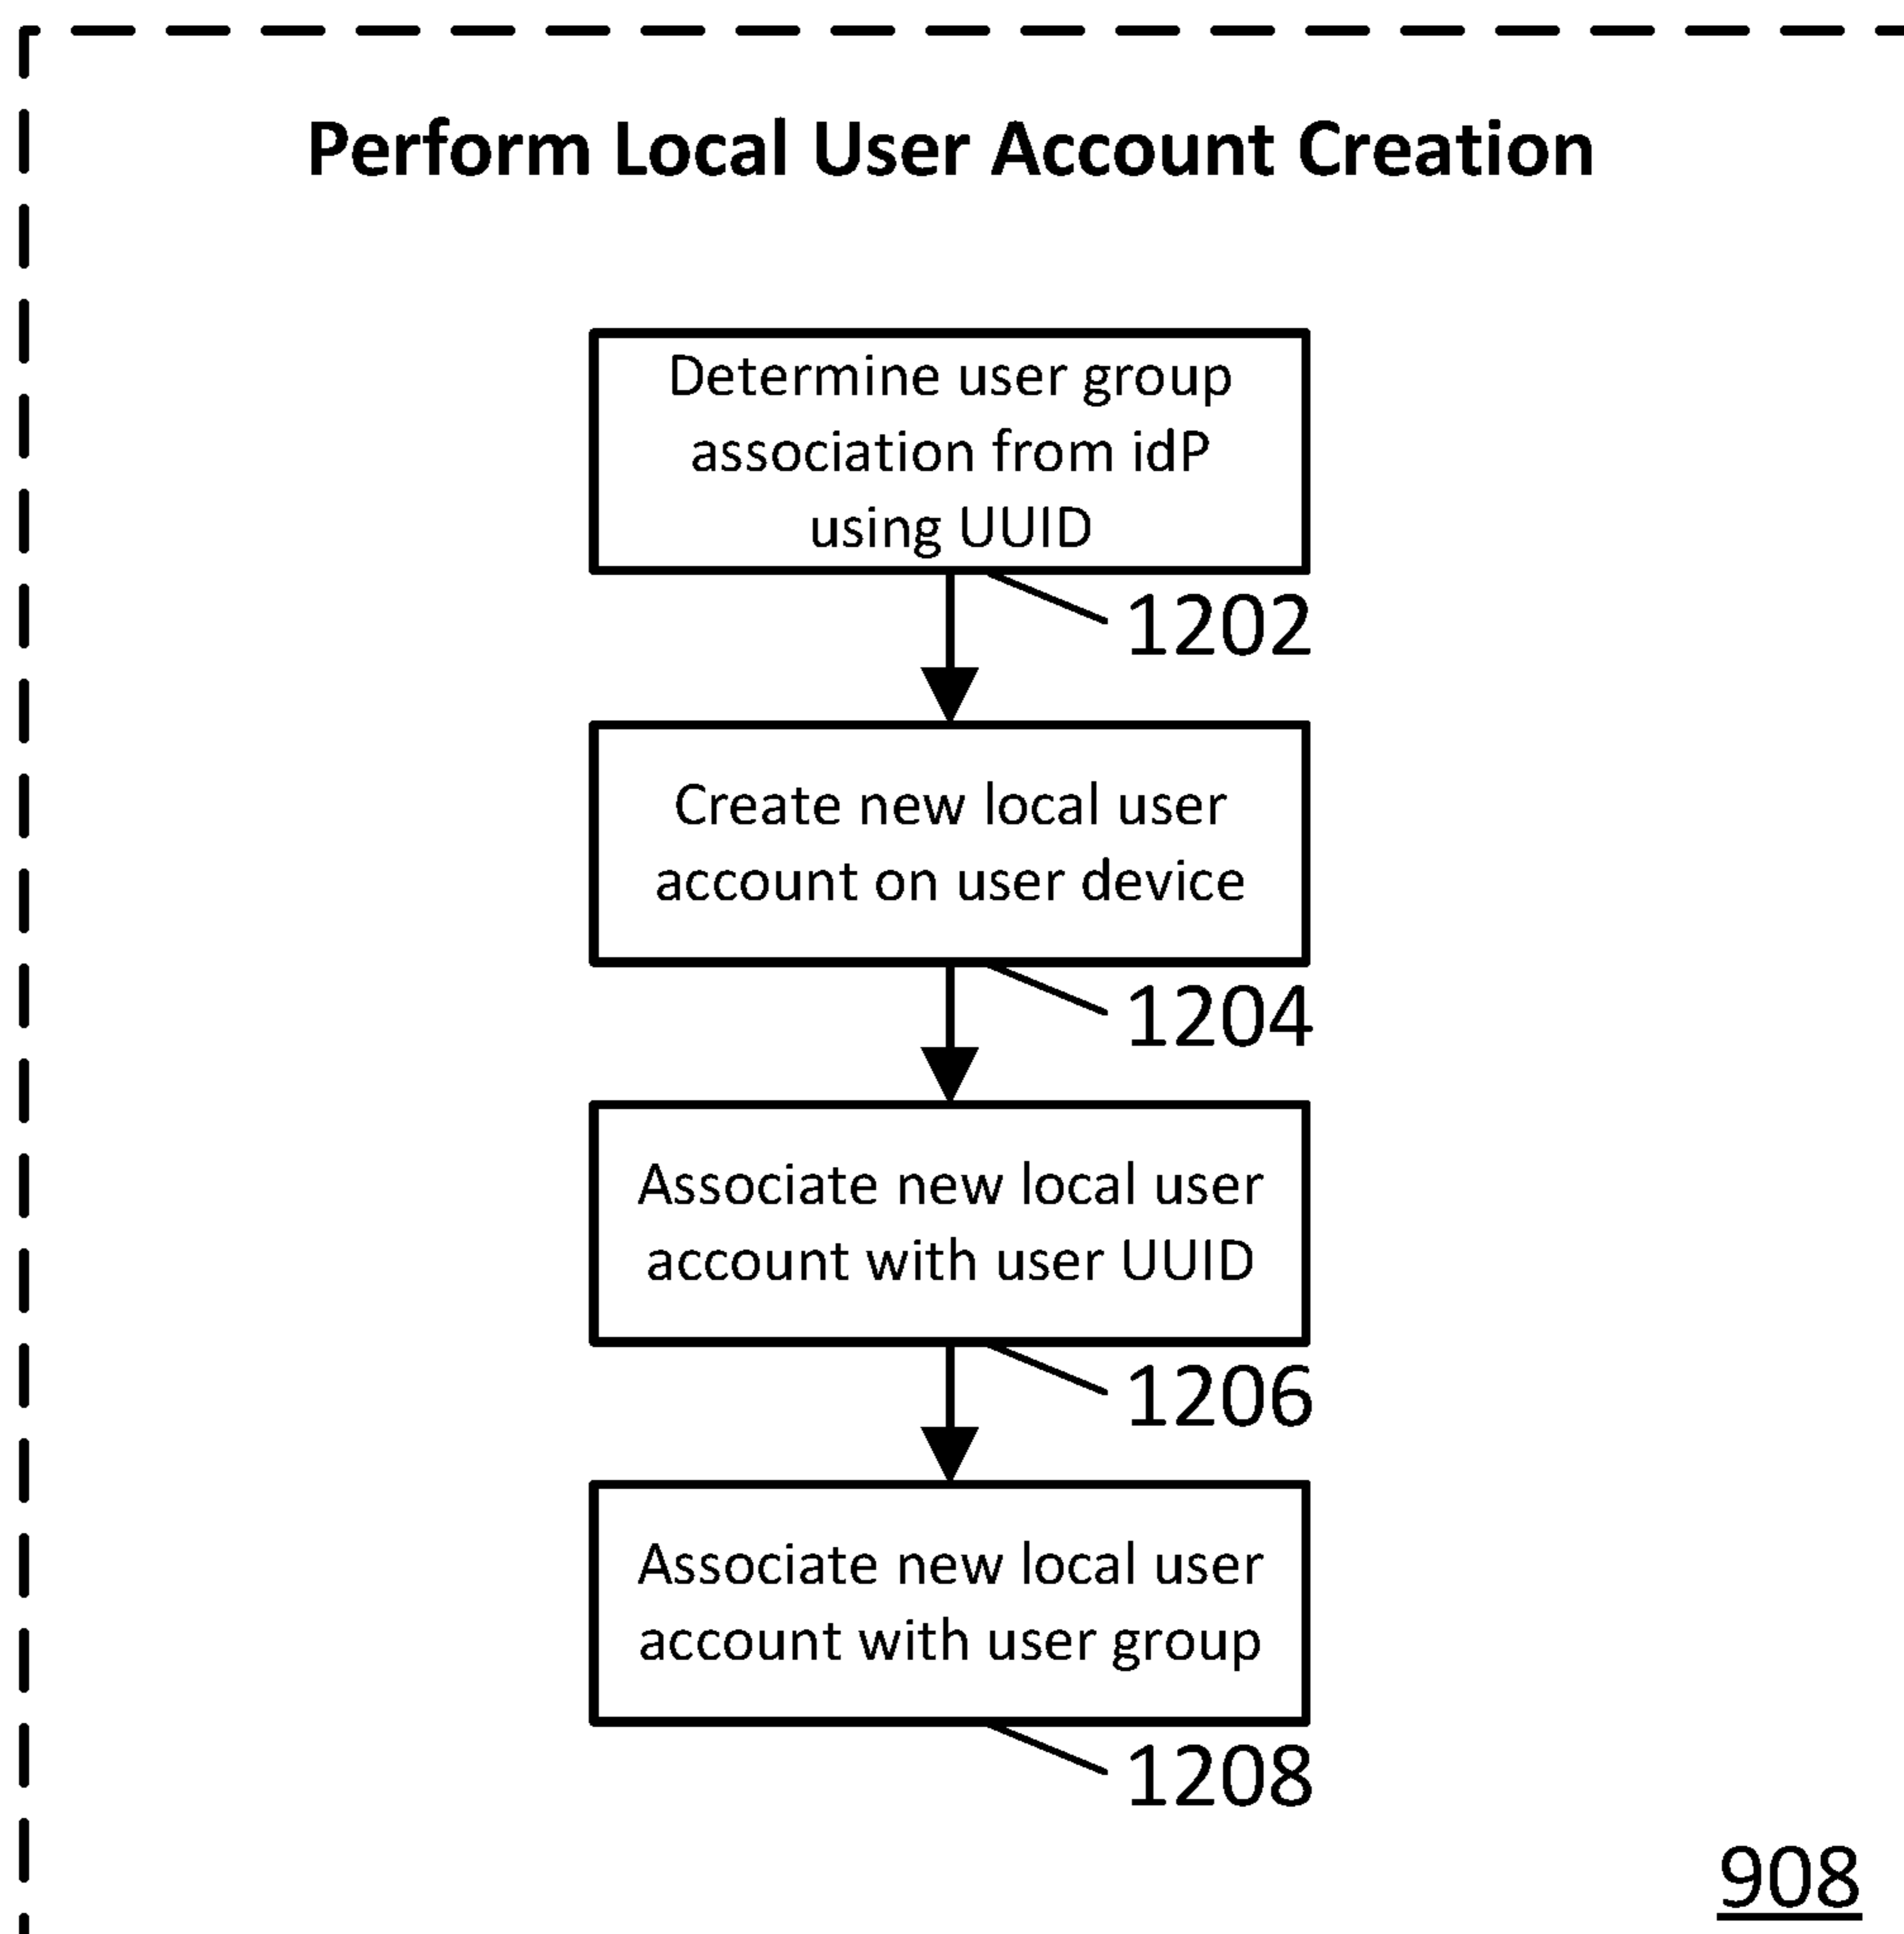 Perform Local User Account Creation
Determine user group
association from idP
using UUID
1202
Create new local user
account on user device
1204
Associate new local user
account with user UUID
1206
Associate new local user
account with user group
1208
908